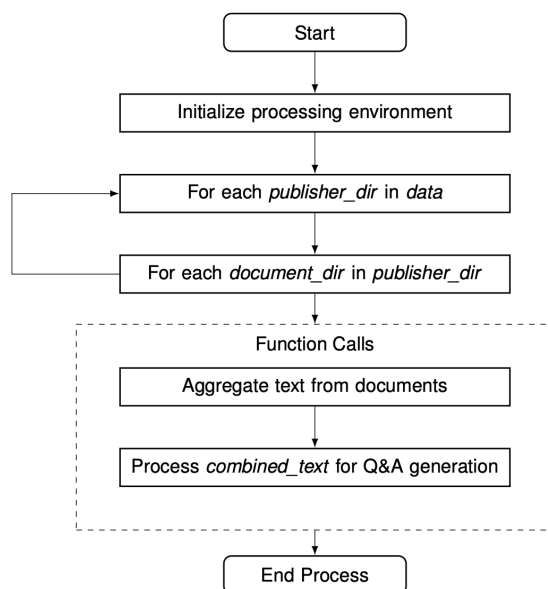 Start
Initialize processing environment
For each publisher_dir in data
For each document_dir in publisher_dir
Function Calls
Aggregate text from documents
Process combined_text for Q&A generation
End Process